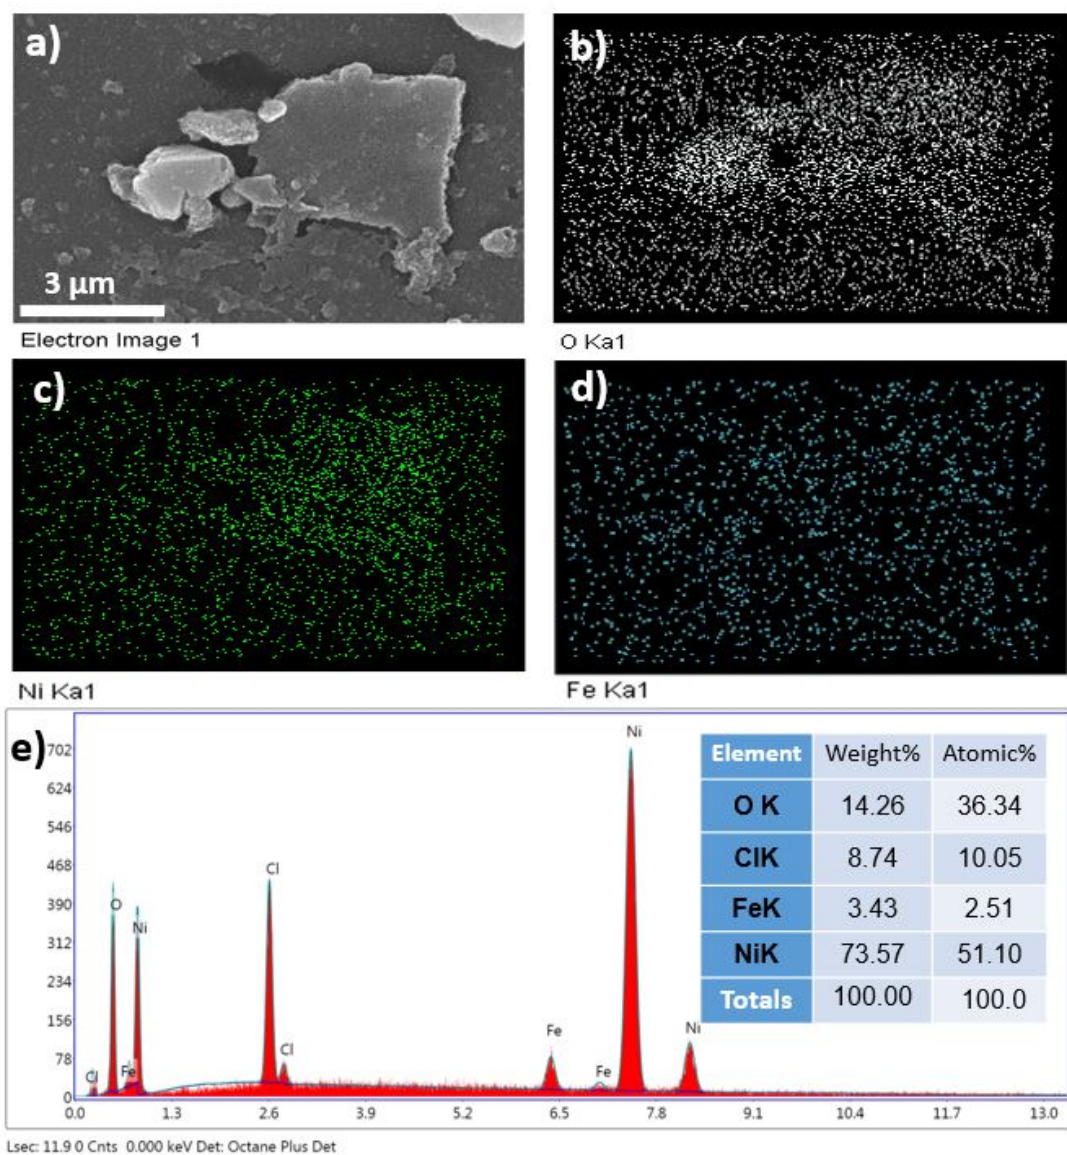 a)
3 µm
Electron Image 1
b)
O Ka1
c)
Ni Ka1
d)
Fe Ka1
e)
702
624
546
468
390
312
234
156
78
0
O
Ni
Cl
Fe
Cl
Cl
Fe
Fe
Ni
Ni
0.0 1.3 2.6 3.9 5.2 6.5 7.8 9.1 10.4 11.7 13.0
Element Weight% Atomic%
O K 14.26 36.34
ClK 8.74 10.05
FeK 3.43 2.51
NiK 73.57 51.10
Totals 100.00 100.0
Lsec: 11.9 0 Cnts 0.000 keV Det: Octane Plus Det